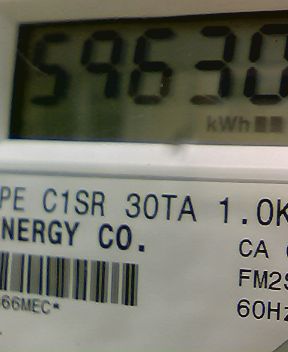 59630
kWh
PE C1SR 30TA 1.0K
NERGY CO.
CA
FM2S
66MEC*
60Hz